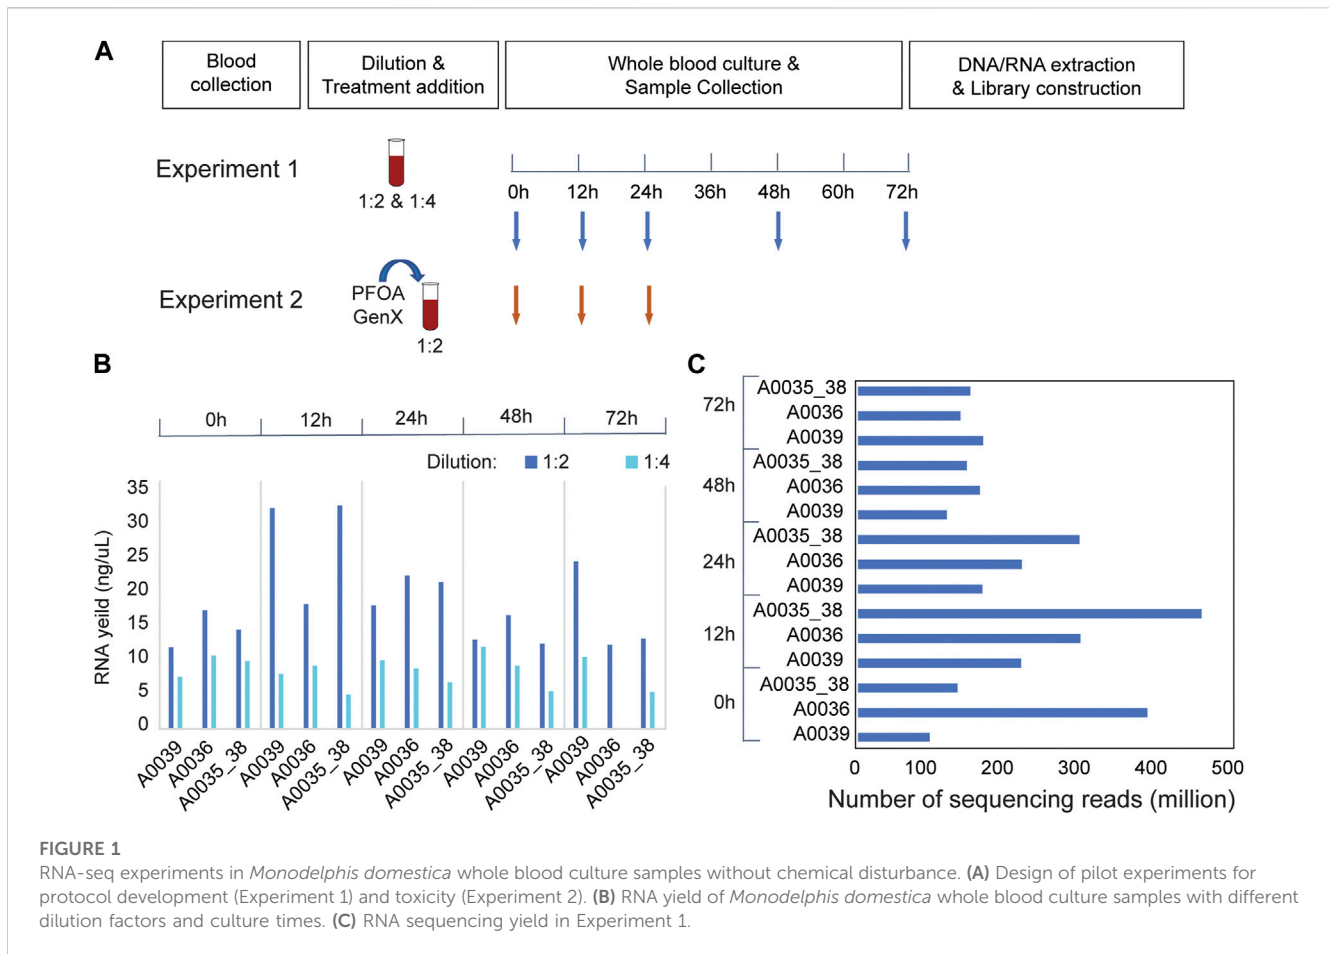 A
Blood
collection
Dilution &
Treatment addition
Whole blood culture &
Sample Collection
DNA/RNA extraction
& Library construction
Experiment 1
1:2 & 1:4
0h 12h 24h 36h 48h 60h 72h
Experiment 2
PFOA
GenX
1:2
B
0h 12h 24h 48h 72h
Dilution: 1:2 1:4
RNA yeild (ng/uL)
35
30
25
20
15
10
5
0
A0039 A0036 A0035_38 A0039 A0036 A0035_38 A0039 A0036 A0035_38 A0039 A0036 A0035_38 A0039 A0036 A0035_38
C
72h
A0035_38
A0036
A0039
48h
A0035_38
A0036
A0039
24h
A0035_38
A0036
A0039
12h
A0035_38
A0036
A0039
0h
A0035_38
A0036
A0039
0 100 200 300 400 500
Number of sequencing reads (million)
FIGURE 1
RNA-seq experiments in Monodelphis domestica whole blood culture samples without chemical disturbance. (A) Design of pilot experiments for
protocol development (Experiment 1) and toxicity (Experiment 2). (B) RNA yield of Monodelphis domestica whole blood culture samples with different
dilution factors and culture times. (C) RNA sequencing yield in Experiment 1.